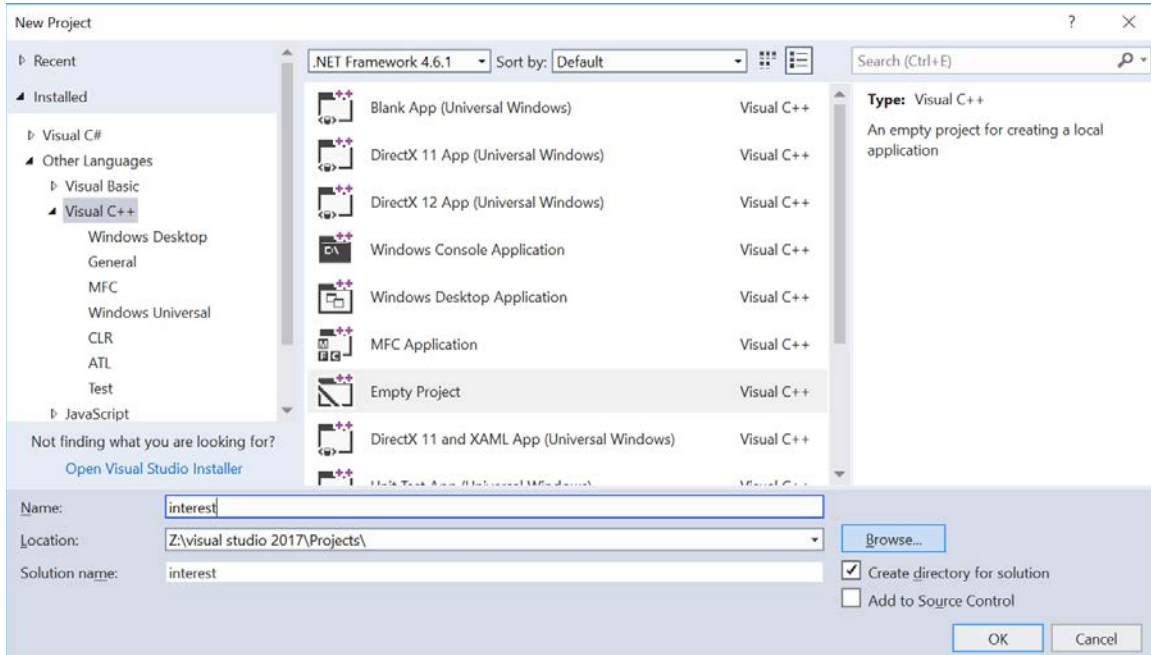 New Project
Recent
Installed
Visual C#
Other Languages
Visual Basic
Visual C++
Windows Desktop
General
MFC
Windows Universal
CLR
ATL
Test
JavaScript
Not finding what you are looking for?
Open Visual Studio Installer
.NET Framework 4.6.1 Sort by: Default
Blank App (Universal Windows) Visual C++
DirectX 11 App (Universal Windows) Visual C++
DirectX 12 App (Universal Windows) Visual C++
Windows Console Application Visual C++
Windows Desktop Application Visual C++
MFC Application Visual C++
Empty Project Visual C++
DirectX 11 and XAML App (Universal Windows) Visual C++
Search (Ctrl+E)
Type: Visual C++
An empty project for creating a local
application
Name: interest
Location: Z:\visual studio 2017\Projects\
Browse...
Solution name: interest
Create directory for solution
Add to Source Control
OK Cancel